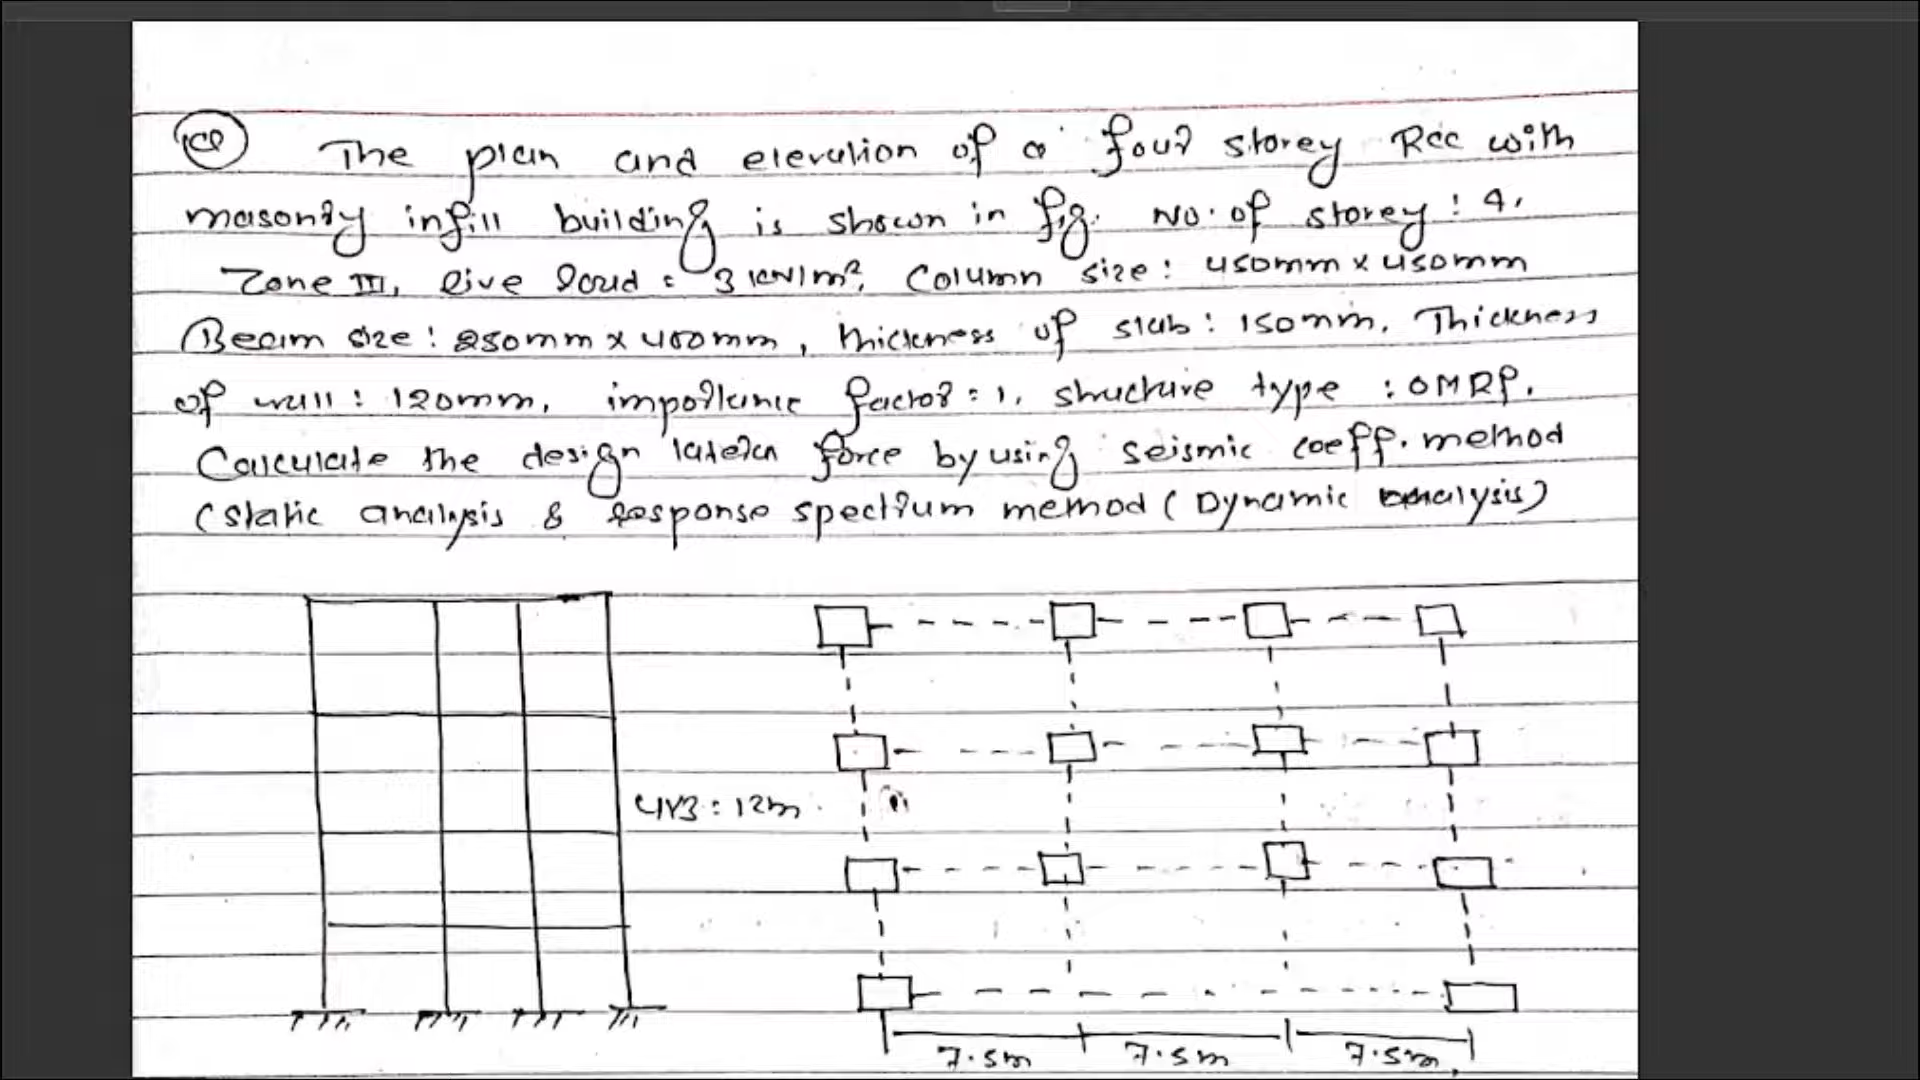 Q The plan and elevation of a four storey RCC with
masonry infill building is shown in fig. No. of storey : 4,
Zone III, live load = 3 kN/m², Column size : 450mm x 450mm
Beam size : 250mm x 400mm, thickness of slab : 150mm, Thickness
of wall : 120mm, importance factor = 1, structure type : OMRF.
Calculate the design lateral force by using seismic coeff. method
(static analysis & response spectrum method (Dynamic analysis)
4x3 = 12m
7.5m 7.5m 7.5m